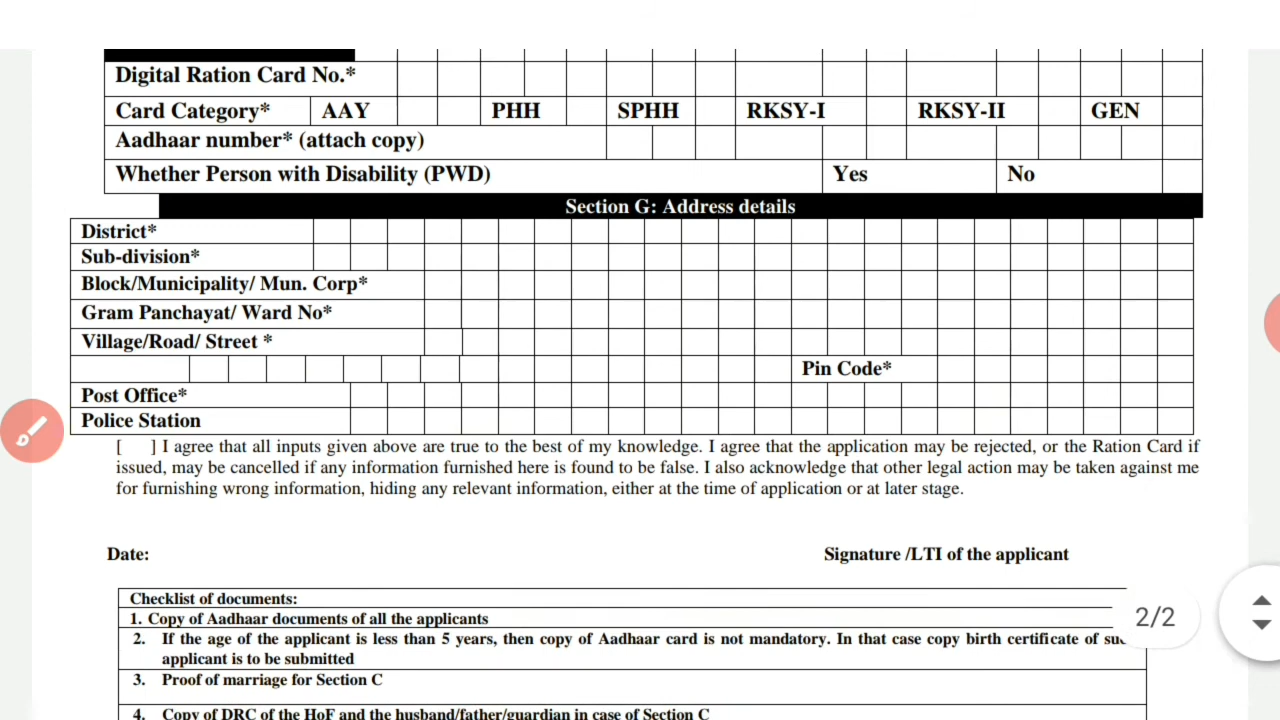 Digital Ration Card No.*
Card Category* AAY PHH SPHH RKSY-I RKSY-II GEN
Aadhaar number* (attach copy)
Whether Person with Disability (PWD) Yes No
Section G: Address details
District*
Sub-division*
Block/Municipality/ Mun. Corp*
Gram Panchayat/ Ward No*
Village/Road/ Street *
Pin Code*
Post Office*
Police Station
[ ] I agree that all inputs given above are true to the best of my knowledge. I agree that the application may be rejected, or the Ration Card if
issued, may be cancelled if any information furnished here is found to be false. I also acknowledge that other legal action may be taken against me
for furnishing wrong information, hiding any relevant information, either at the time of application or at later stage.
Date: Signature /LTI of the applicant
Checklist of documents:
1. Copy of Aadhaar documents of all the applicants
2. If the age of the applicant is less than 5 years, then copy of Aadhaar card is not mandatory. In that case copy birth certificate of
applicant is to be submitted
3. Proof of marriage for Section C
4. Copy of DRC of the HoF and the husband/father/guardian in case of Section C
2/2